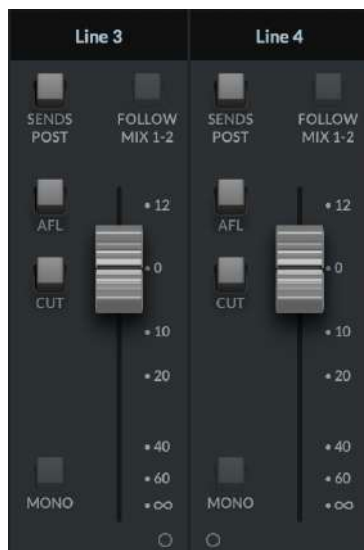 Line 3
SENDS
POST
FOLLOW
MIX 1-2
AFL
CUT
MONO
12
0
10
20
40
60
∞
Line 4
SENDS
POST
FOLLOW
MIX 1-2
AFL
CUT
MONO
12
0
10
20
40
60
∞